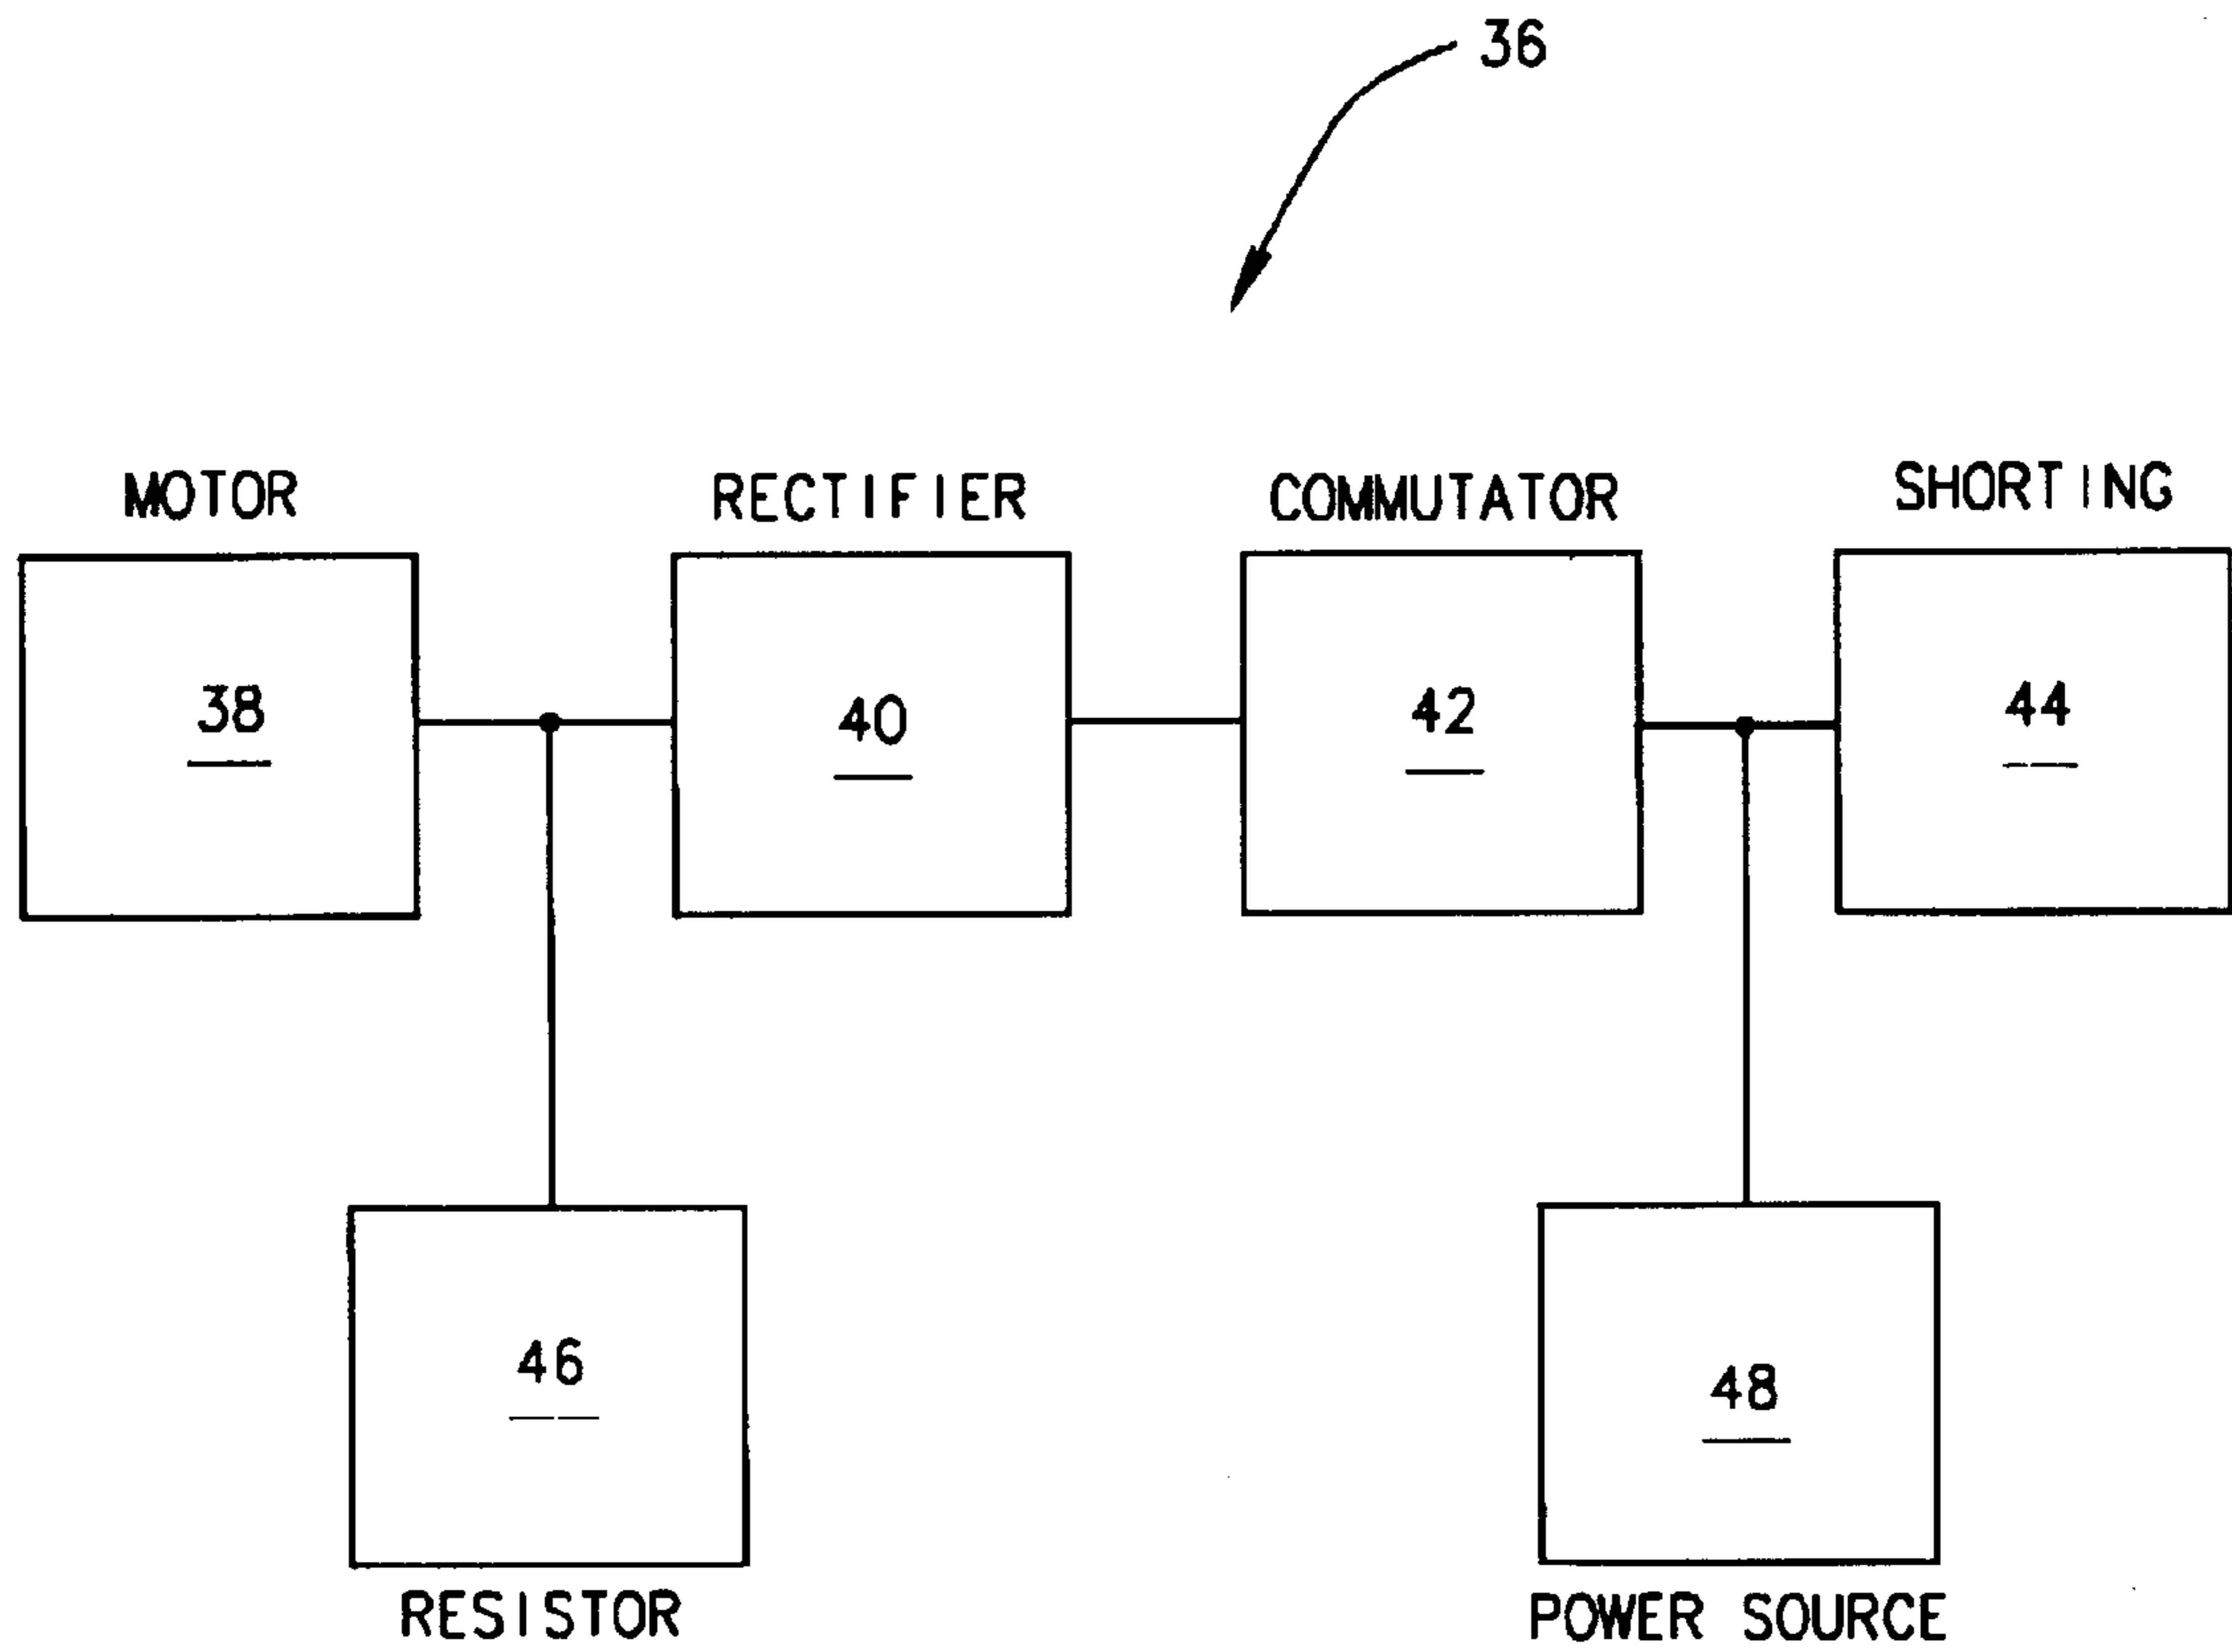 36
MOTOR
RECTIFIER
COMMUTATOR
SHORTING
38
40
42
44
46
48
RESISTOR
POWER SOURCE